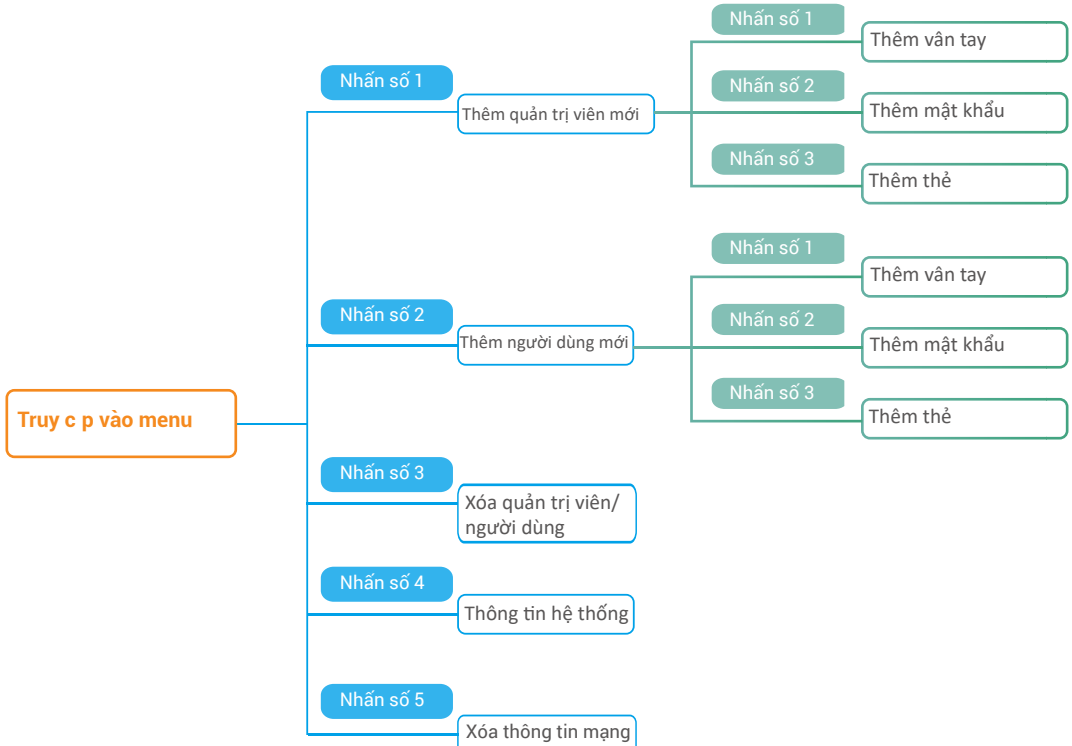 Nhấn số 1
Thêm vân tay
Nhấn số 1
Thêm quản trị viên mới
Nhấn số 2
Thêm mật khẩu
Nhấn số 3
Thêm thẻ
Nhấn số 1
Thêm vân tay
Nhấn số 2
Thêm người dùng mới
Nhấn số 2
Thêm mật khẩu
Nhấn số 3
Thêm thẻ
Truy c p vào menu
Nhấn số 3
Xóa quản trị viên/
người dùng
Nhấn số 4
Thông tin hệ thống
Nhấn số 5
Xóa thông tin mạng